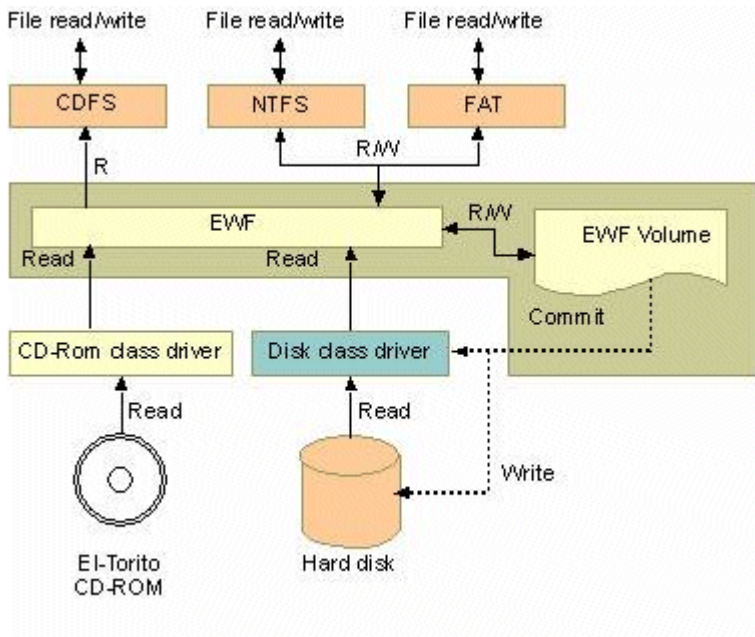 File read/write
File read/write
File read/write
CDFS
NTFS
FAT
R/W
R
EWF
R/W
EWF Volume
Read
Read
Commit
CD-Rom class driver
Disk class driver
Read
Read
Write
El-Torito
CD-ROM
Hard disk